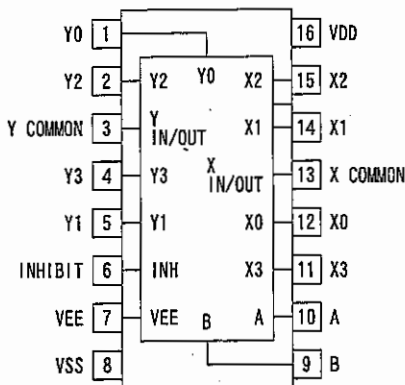 Y0 1 16 VDD
Y2 2 Y2 Y0 X2 15 X2
Y COMMON 3 Y IN/OUT X1 14 X1
Y3 4 Y3 X IN/OUT 13 X COMMON
Y1 5 Y1 X0 12 X0
INHIBIT 6 INH X3 11 X3
VEE 7 VEE B A 10 A
VSS 8 9 B